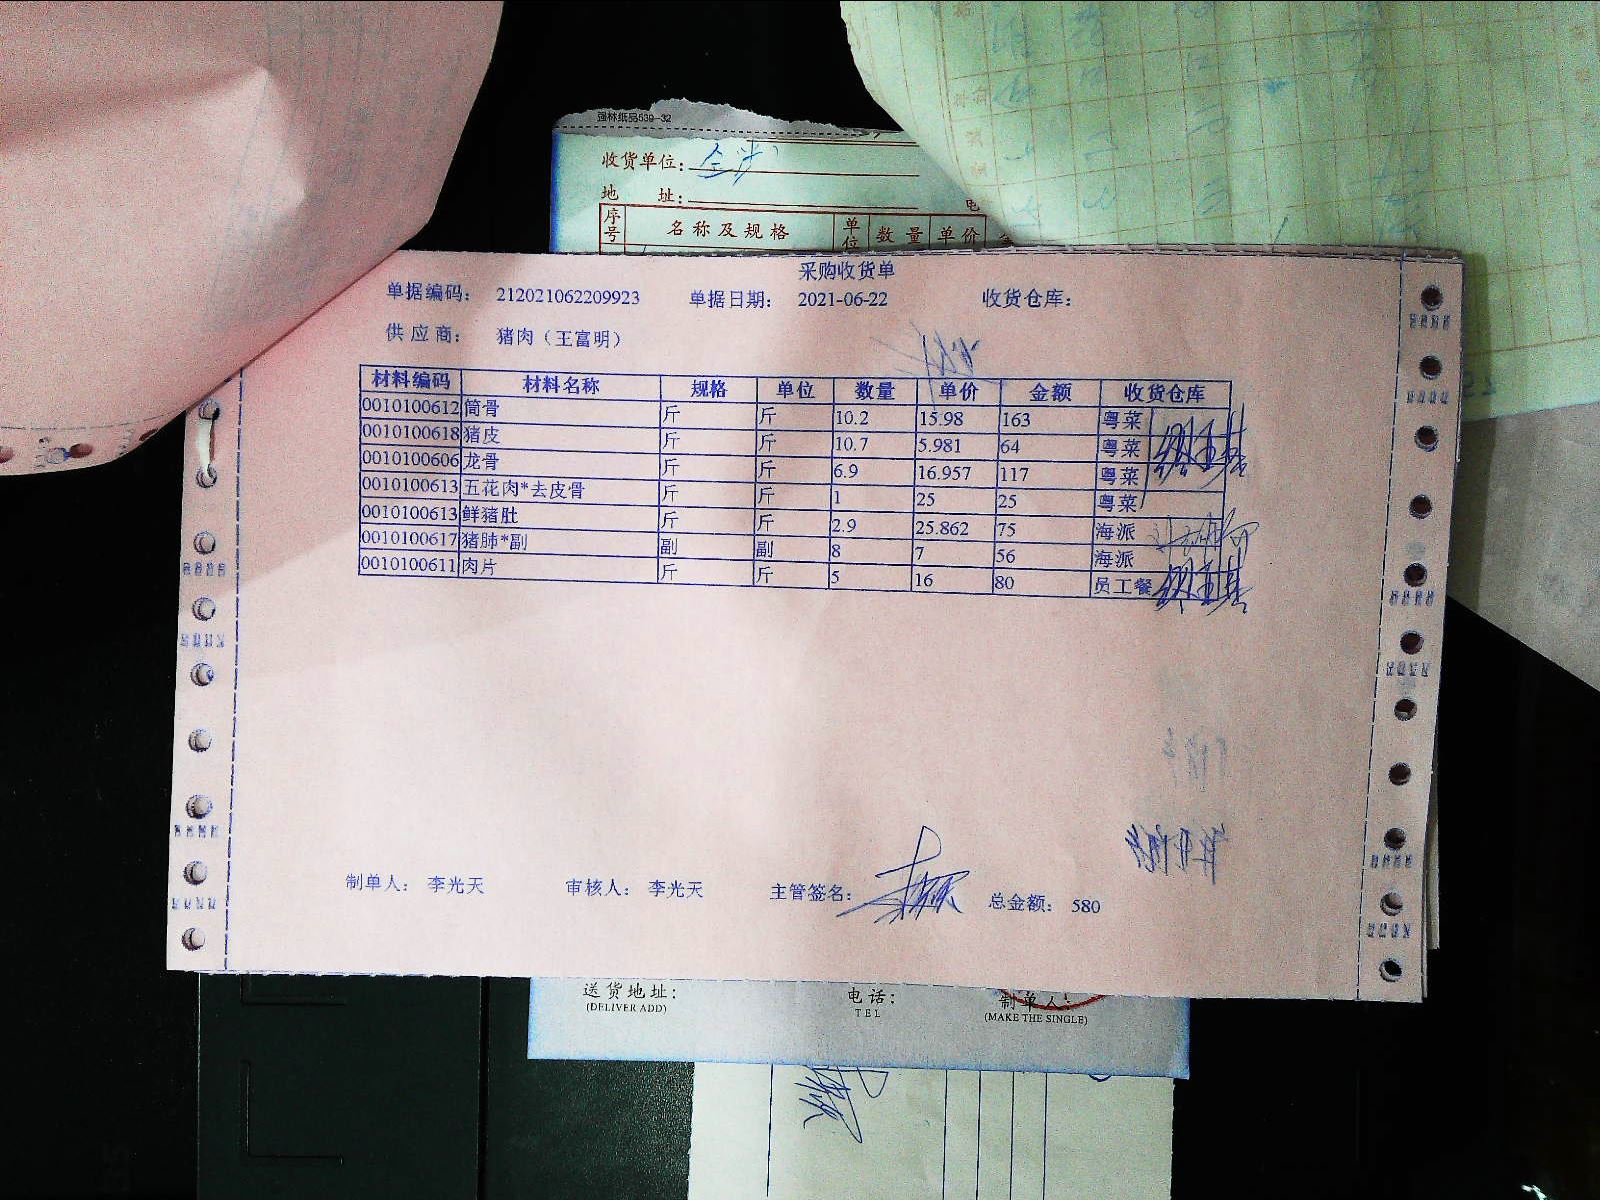 强林纸品539-32
收货单位：金沙
地 址：
电
序号 名称及规格 单位 数量 单价
采购收货单
单据编码： 212021062209923 单据日期： 2021-06-22 收货仓库：
供应商： 猪肉（王富明）
材料编码 材料名称 规格 单位 数量 单价 金额 收货仓库
0010100612 筒骨 斤 斤 10.2 15.98 163 粤菜
0010100618 猪皮 斤 斤 10.7 5.981 64 粤菜
0010100606 龙骨 斤 斤 6.9 16.957 117 粤菜
0010100613 五花肉*去皮骨 斤 斤 1 25 25 粤菜
0010100613 鲜猪肚 斤 斤 2.9 25.862 75 海派
0010100617 猪肺*副 副 副 8 7 56 海派
0010100611 肉片 斤 斤 5 16 80 员工餐
制单人： 李光天 审核人： 李光天 主管签名： 总金额： 580
送货地址： 电话： 制单人：
(DELIVER ADD) TEL (MAKE THE SINGLE)